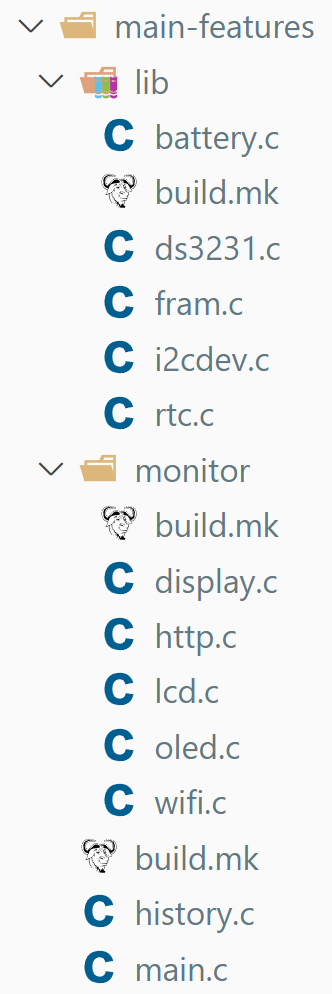 main-features
lib
battery.c
build.mk
ds3231.c
fram.c
i2cdev.c
rtc.c
monitor
build.mk
display.c
http.c
lcd.c
oled.c
wifi.c
build.mk
history.c
main.c